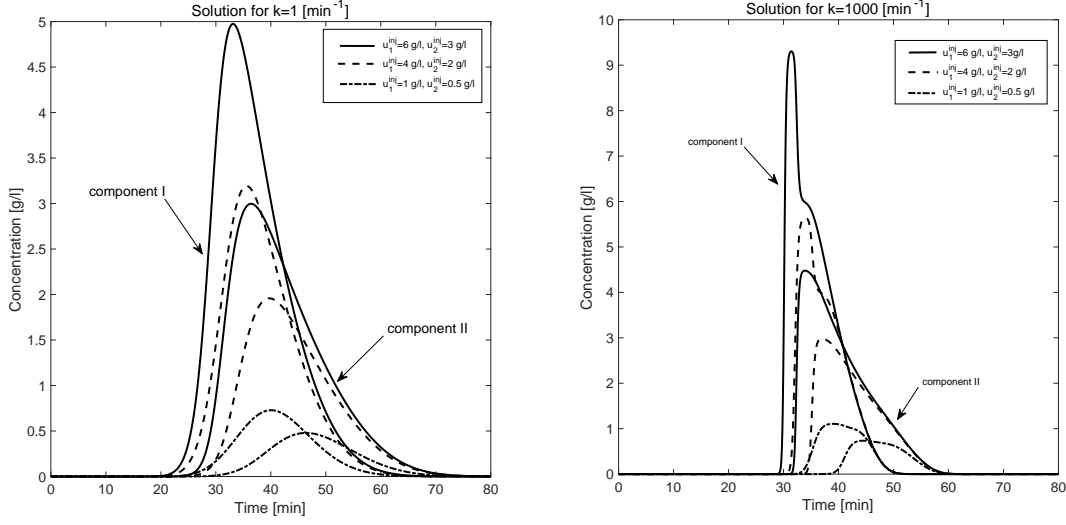 Solution for k=1 [min⁻¹]
u₁ⁱⁿʲ=6 g/l, u₂ⁱⁿʲ=3 g/l
u₁ⁱⁿʲ=4 g/l, u₂ⁱⁿʲ=2 g/l
u₁ⁱⁿʲ=1 g/l, u₂ⁱⁿʲ=0.5 g/l
component I
component II
Concentration [g/l]
5
4.5
4
3.5
3
2.5
2
1.5
1
0.5
0
0 10 20 30 40 50 60 70 80
Time [min]
Solution for k=1000 [min⁻¹]
u₁ⁱⁿʲ=6 g/l, u₂ⁱⁿʲ=3g/l
u₁ⁱⁿʲ=4 g/l, u₂ⁱⁿʲ=2 g/l
u₁ⁱⁿʲ=1 g/l, u₂ⁱⁿʲ=0.5 g/l
component I
component II
Concentration [g/l]
10
9
8
7
6
5
4
3
2
1
0
0 10 20 30 40 50 60 70 80
Time [min]